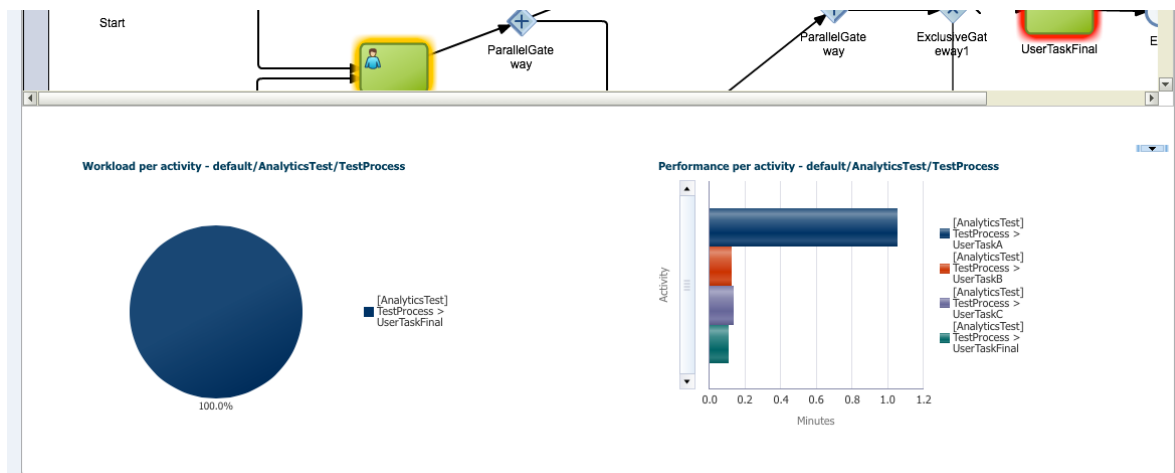 Start
ParallelGate
way
ParallelGate
way
ExclusiveGat
eway1
UserTaskFinal
E
Workload per activity - default/AnalyticsTest/TestProcess
[AnalyticsTest]
TestProcess >
UserTaskFinal
100.0%
Performance per activity - default/AnalyticsTest/TestProcess
Activity
[AnalyticsTest]
TestProcess >
UserTaskA
[AnalyticsTest]
TestProcess >
UserTaskB
[AnalyticsTest]
TestProcess >
UserTaskC
[AnalyticsTest]
TestProcess >
UserTaskFinal
0.0 0.2 0.4 0.6 0.8 1.0 1.2
Minutes